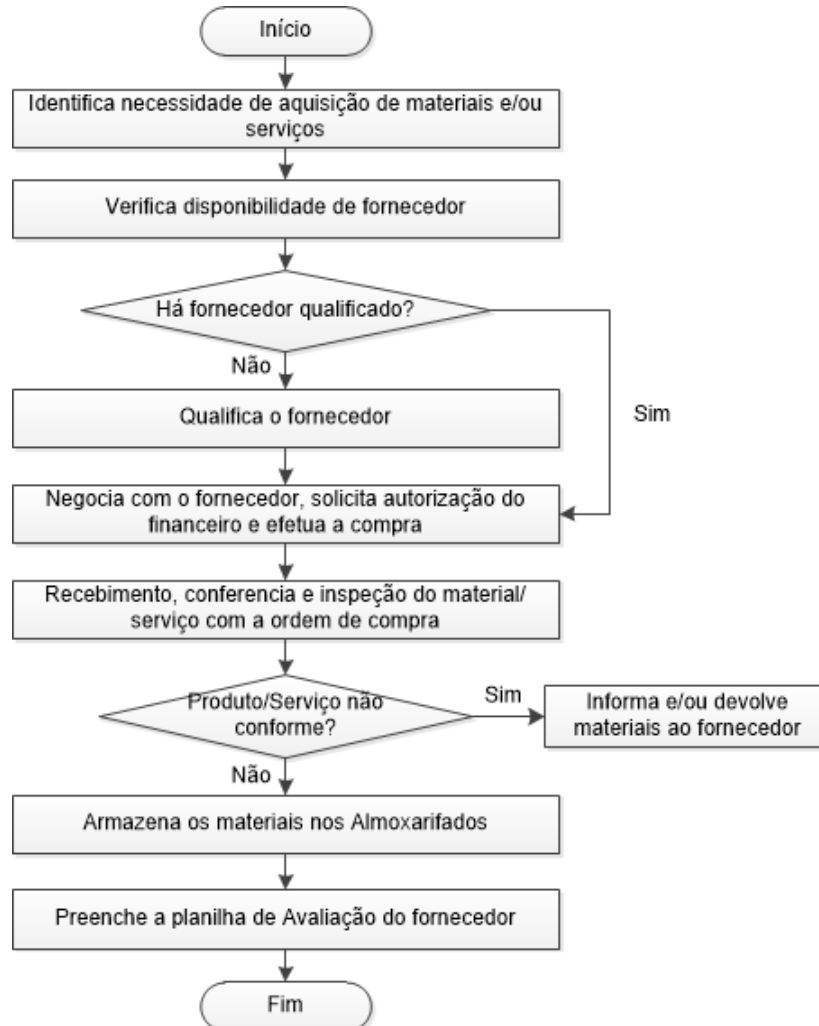 Início
Identifica necessidade de aquisição de materiais e/ou
serviços
Verifica disponibilidade de fornecedor
Há fornecedor qualificado?
Não
Sim
Qualifica o fornecedor
Negocia com o fornecedor, solicita autorização do
financeiro e efetua a compra
Recebimento, conferencia e inspeção do material/
serviço com a ordem de compra
Produto/Serviço não
conforme?
Sim
Informa e/ou devolve
materiais ao fornecedor
Não
Armazena os materiais nos Almoxarifados
Preenche a planilha de Avaliação do fornecedor
Fim